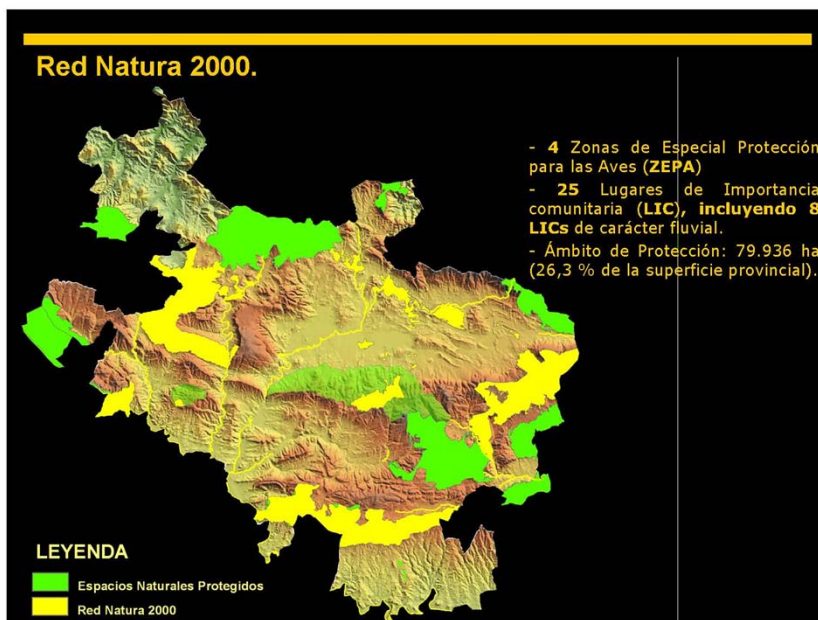 Red Natura 2000.
- 4 Zonas de Especial Protección
para las Aves (ZEPA)
- 25 Lugares de Importancia
comunitaria (LIC), incluyendo 8
LICs de carácter fluvial.
- Ámbito de Protección: 79.936 ha
(26,3 % de la superficie provincial).
LEYENDA
Espacios Naturales Protegidos
Red Natura 2000